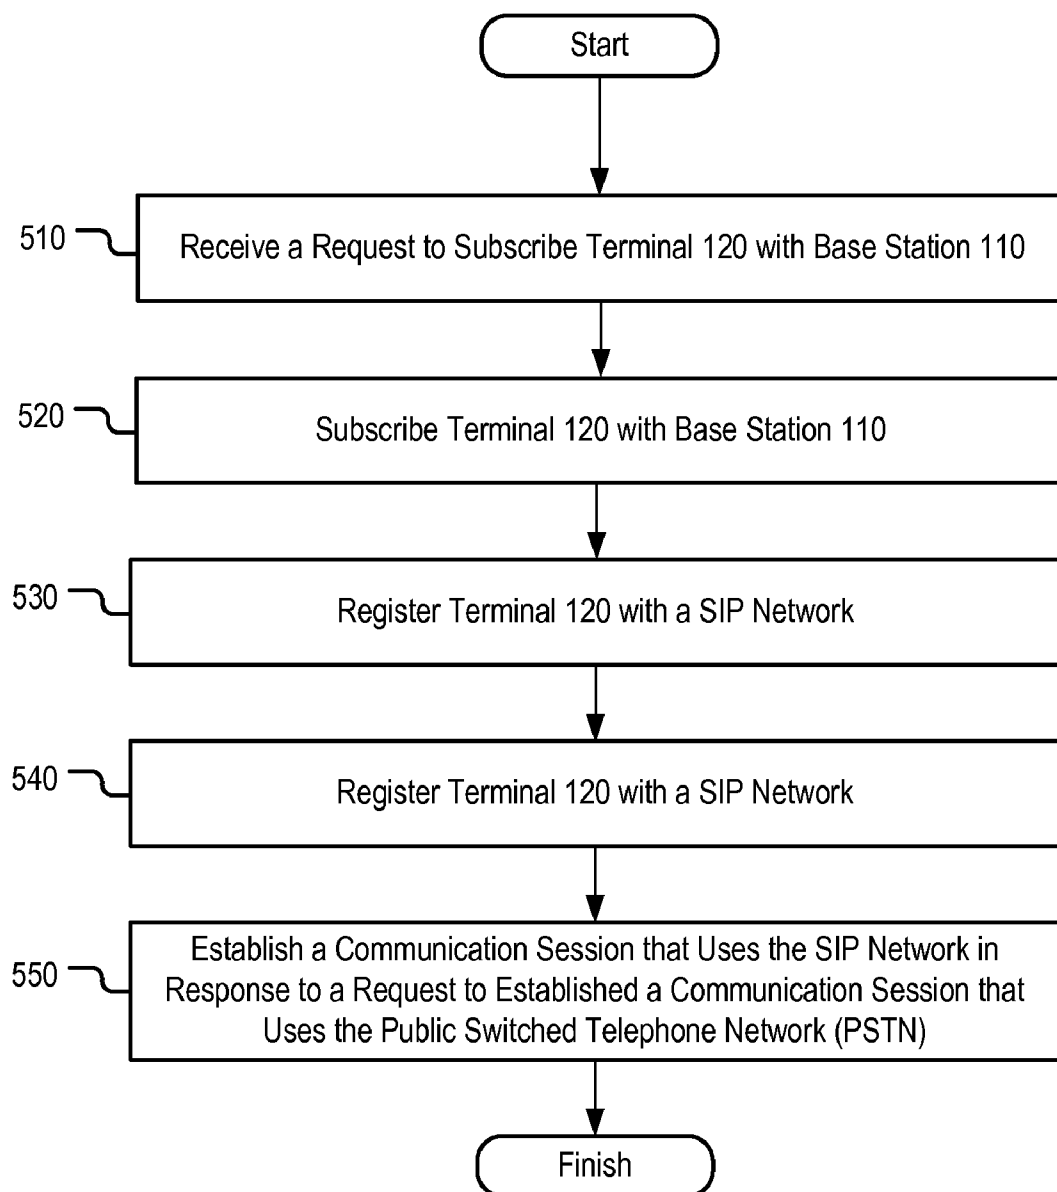 Start
510
Receive a Request to Subscribe Terminal 120 with Base Station 110
520
Subscribe Terminal 120 with Base Station 110
530
Register Terminal 120 with a SIP Network
540
Register Terminal 120 with a SIP Network
550
Establish a Communication Session that Uses the SIP Network in
Response to a Request to Established a Communication Session that
Uses the Public Switched Telephone Network (PSTN)
Finish